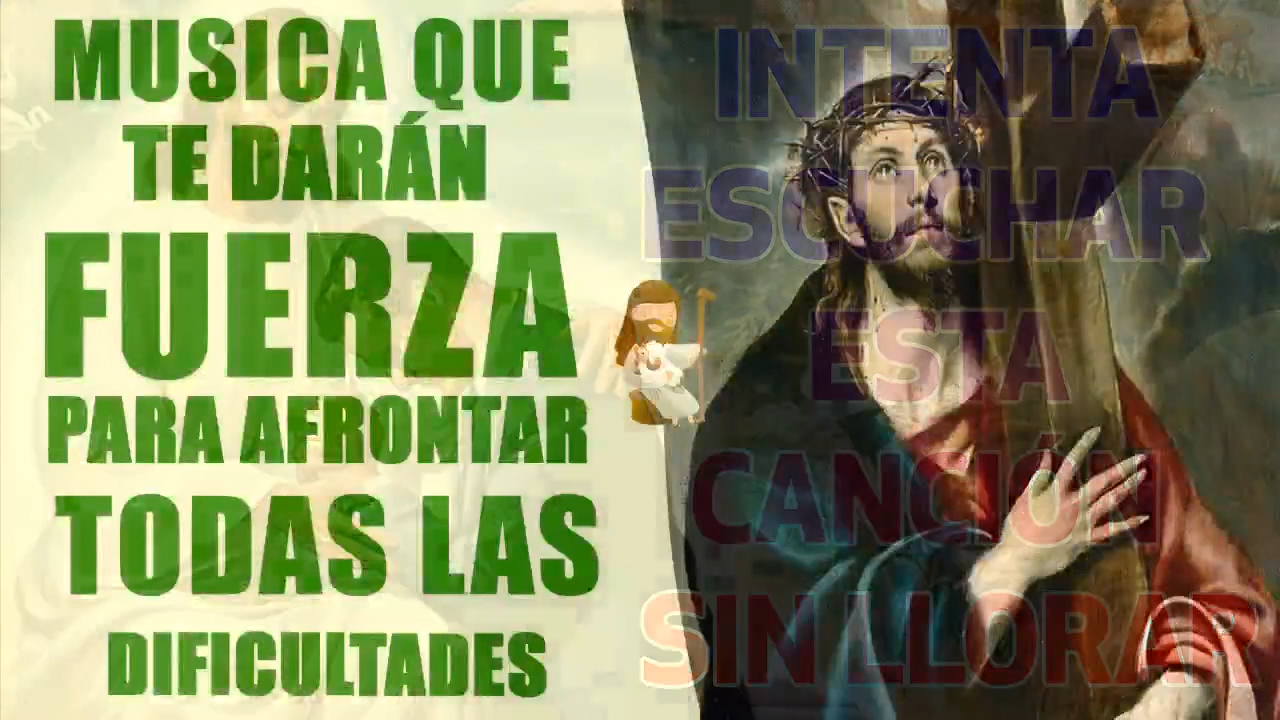 MUSICA QUE
TE DARÁN
FUERZA
PARA AFRONTAR
TODAS LAS
DIFICULTADES
INTENTA
ESCUCHAR
ESTA
CANCIÓN
SIN LLORAR